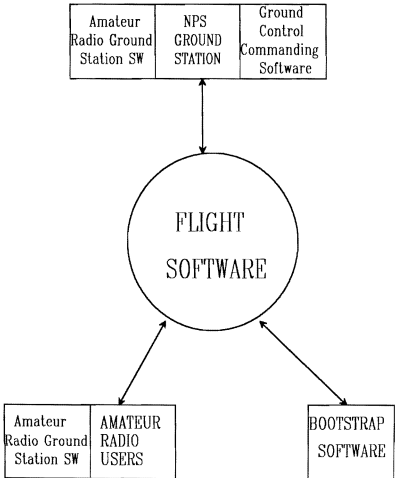 Amateur
Radio Ground
Station SW
NPS
GROUND
STATION
Ground
Control
Commanding
Software
FLIGHT
SOFTWARE
Amateur
Radio Ground
Station SW
AMATEUR
RADIO
USERS
BOOTSTRAP
SOFTWARE